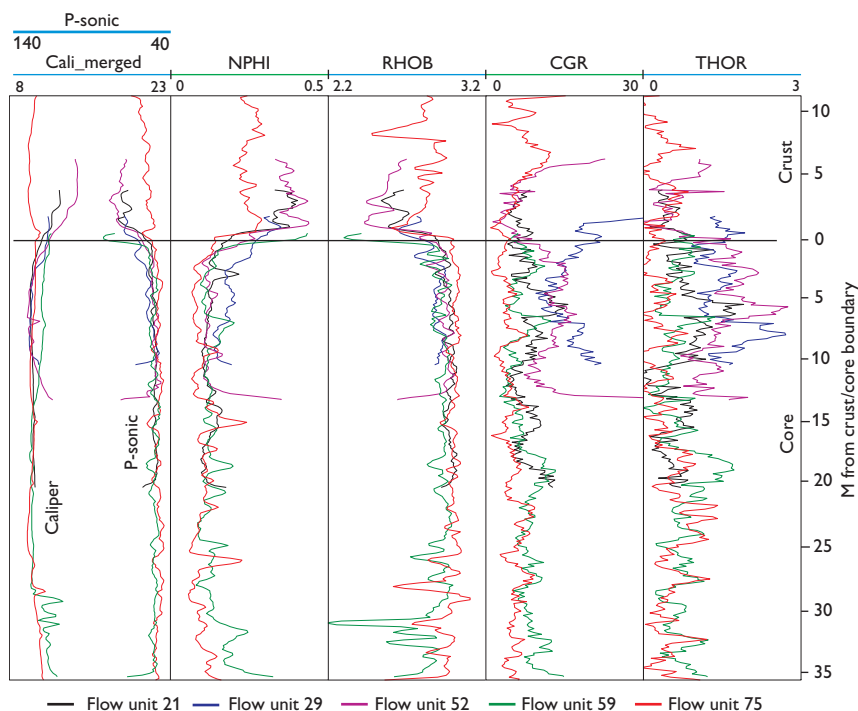 P-sonic
140 40
Cali_merged NPHI RHOB CGR THOR
8 23 0 0.5 2.2 3.2 0 30 0 3
10
Crust
5
0
5
10
15
20
25
30
35
Core
M from crust/core boundary
P-sonic
Caliper
Flow unit 21 Flow unit 29 Flow unit 52 Flow unit 59 Flow unit 75